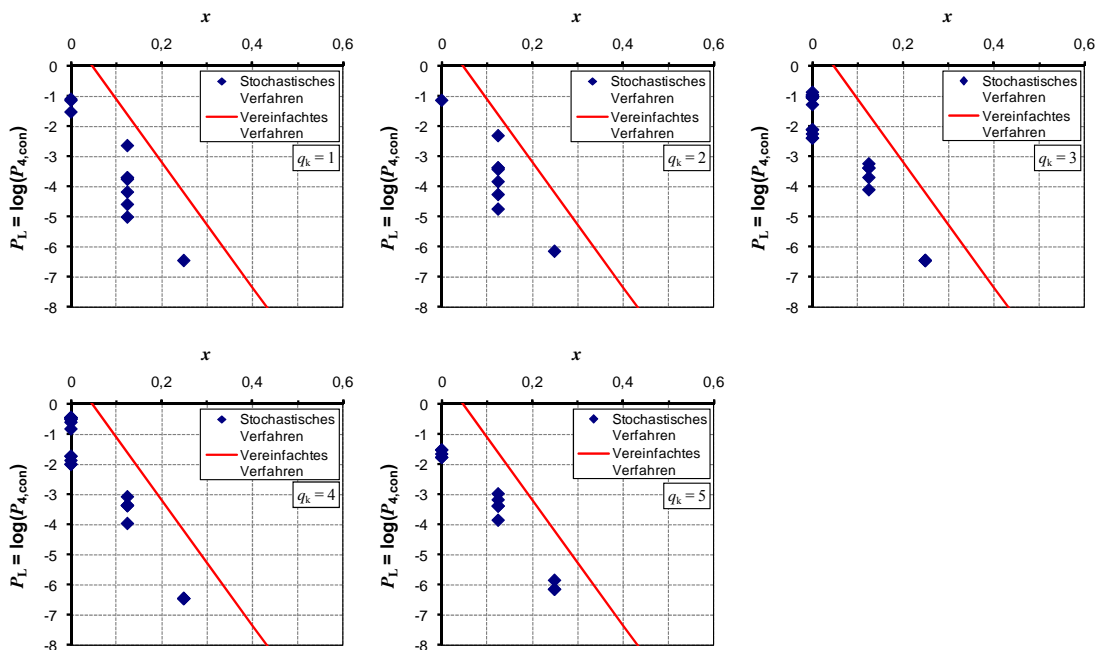 x
0 0,2 0,4 0,6
0
-1
-2
-3
-4
-5
-6
-7
-8
P_L = log(P_4,con)
Stochastisches
Verfahren
Vereinfachtes
Verfahren
q_k = 1
x
0 0,2 0,4 0,6
0
-1
-2
-3
-4
-5
-6
-7
-8
P_L = log(P_4,con)
Stochastisches
Verfahren
Vereinfachtes
Verfahren
q_k = 2
x
0 0,2 0,4 0,6
0
-1
-2
-3
-4
-5
-6
-7
-8
P_L = log(P_4,con)
Stochastisches
Verfahren
Vereinfachtes
Verfahren
q_k = 3
x
0 0,2 0,4 0,6
0
-1
-2
-3
-4
-5
-6
-7
-8
P_L = log(P_4,con)
Stochastisches
Verfahren
Vereinfachtes
Verfahren
q_k = 4
x
0 0,2 0,4 0,6
0
-1
-2
-3
-4
-5
-6
-7
-8
P_L = log(P_4,con)
Stochastisches
Verfahren
Vereinfachtes
Verfahren
q_k = 5